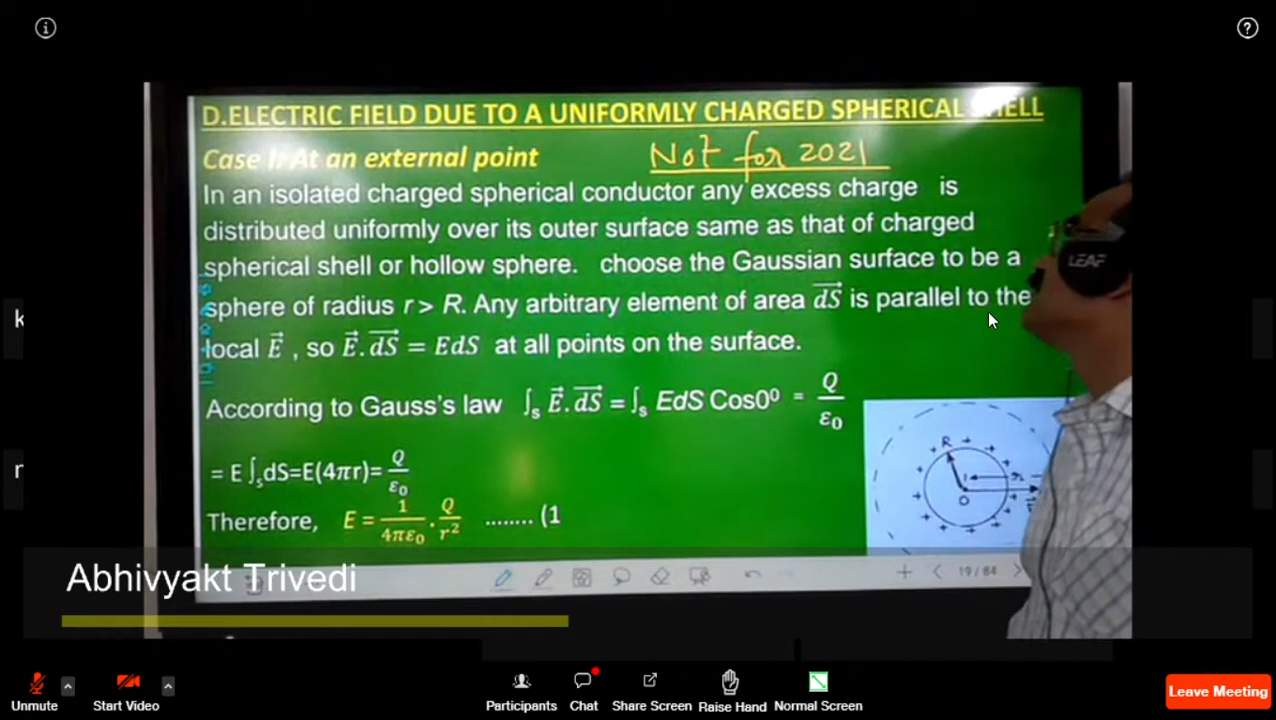 D.ELECTRIC FIELD DUE TO A UNIFORMLY CHARGED SPHERICAL SHELL
Case I: At an external point Not for 2021
In an isolated charged spherical conductor any excess charge is
distributed uniformly over its outer surface same as that of charged
spherical shell or hollow sphere. choose the Gaussian surface to be a
sphere of radius r > R. Any arbitrary element of area d⃗S is parallel to the
local E⃗ , so E⃗.d⃗S = EdS at all points on the surface.
According to Gauss's law ∫ₛ E⃗.d⃗S = ∫ₛ EdS Cos0⁰ = Q/ε₀
= E ∫ₛdS=E(4πr)= Q/ε₀
Therefore, E = 1/4πε₀ . Q/r² ........ (1
LEAF
R
r
O
k
n
Abhivyakt Trivedi
19 / 64
Unmute
Start Video
Participants
Chat
Share Screen
Raise Hand
Normal Screen
Leave Meeting